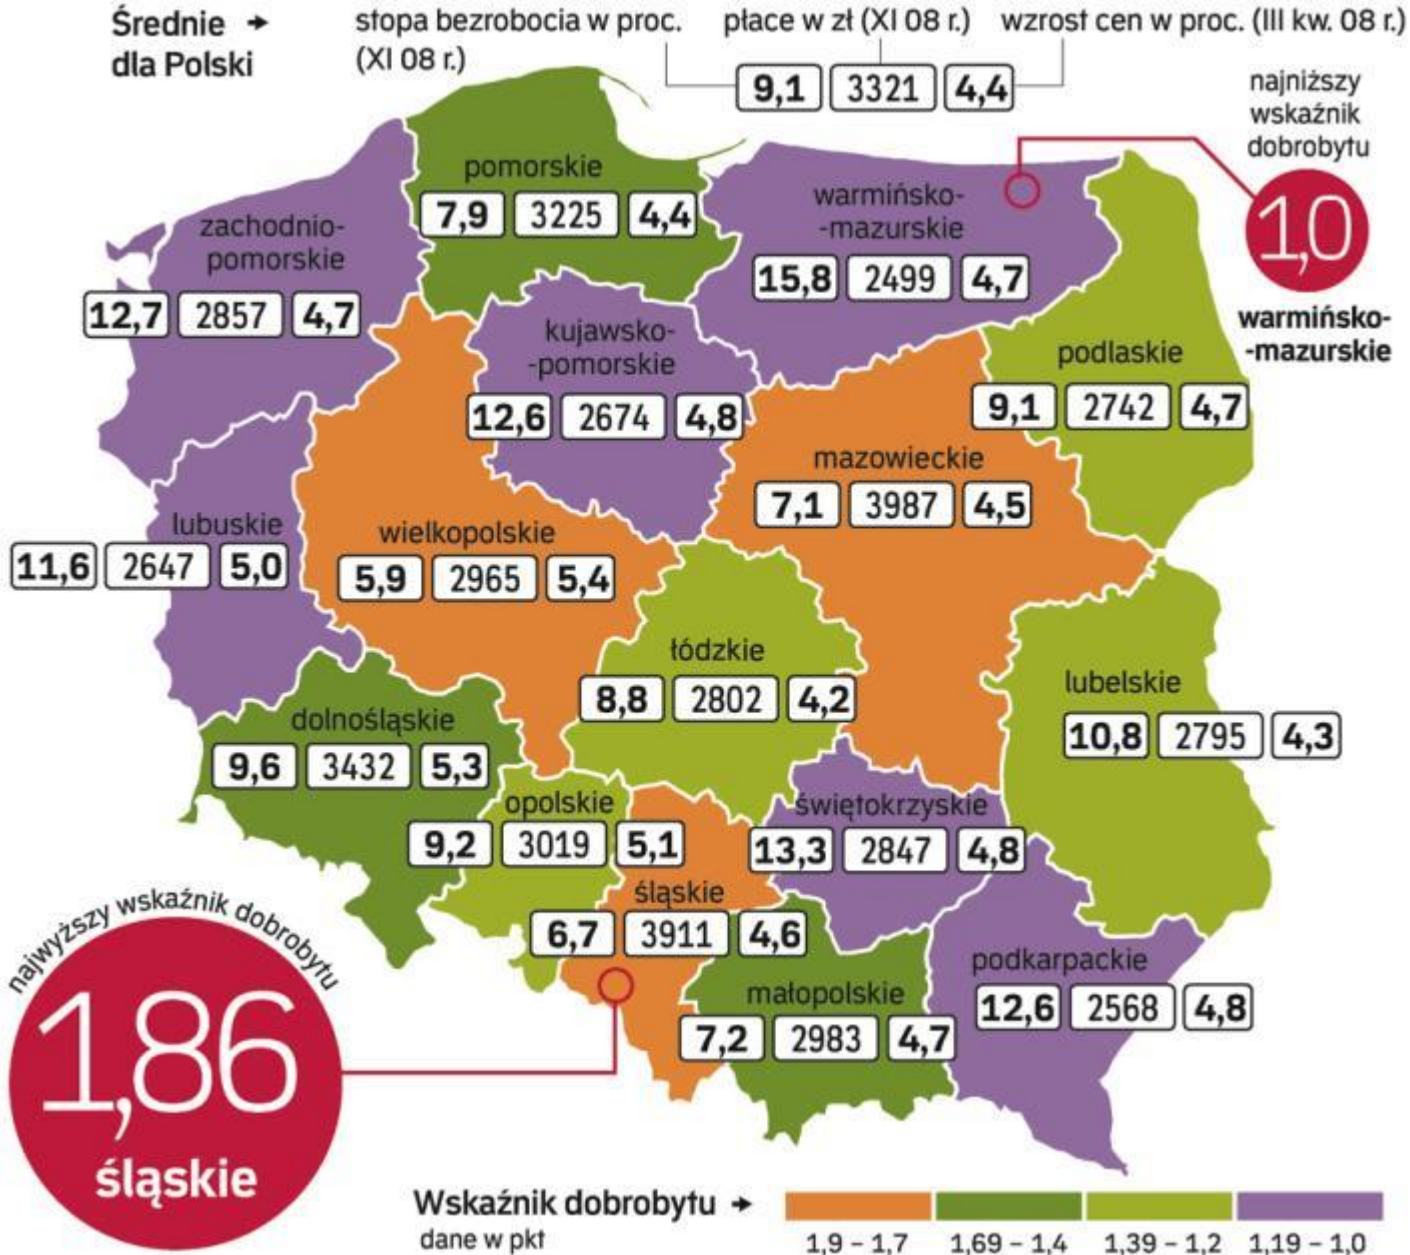 Średnie →
dla Polski
stopa bezrobocia w proc.
(XI 08 r.)
płace w zł (XI 08 r.)
wzrost cen w proc. (III kw. 08 r.)
9,1 3321 4,4
najniższy
wskaźnik
dobrobytu
1,0
warmińsko-
-mazurskie
pomorskie
7,9 3225 4,4
warmińsko-
-mazurskie
15,8 2499 4,7
zachodnio-
pomorskie
12,7 2857 4,7
kujawsko-
-pomorskie
12,6 2674 4,8
podlaskie
9,1 2742 4,7
mazowieckie
7,1 3987 4,5
lubuskie
11,6 2647 5,0
wielkopolskie
5,9 2965 5,4
łódzkie
8,8 2802 4,2
lubelskie
10,8 2795 4,3
dolnośląskie
9,6 3432 5,3
opolskie
9,2 3019 5,1
świętokrzyskie
13,3 2847 4,8
śląskie
6,7 3911 4,6
małopolskie
7,2 2983 4,7
podkarpackie
12,6 2568 4,8
najwyższy wskaźnik dobrobytu
1,86
śląskie
Wskaźnik dobrobytu →
dane w pkt
1,9 – 1,7 1,69 – 1,4 1,39 – 1,2 1,19 – 1,0